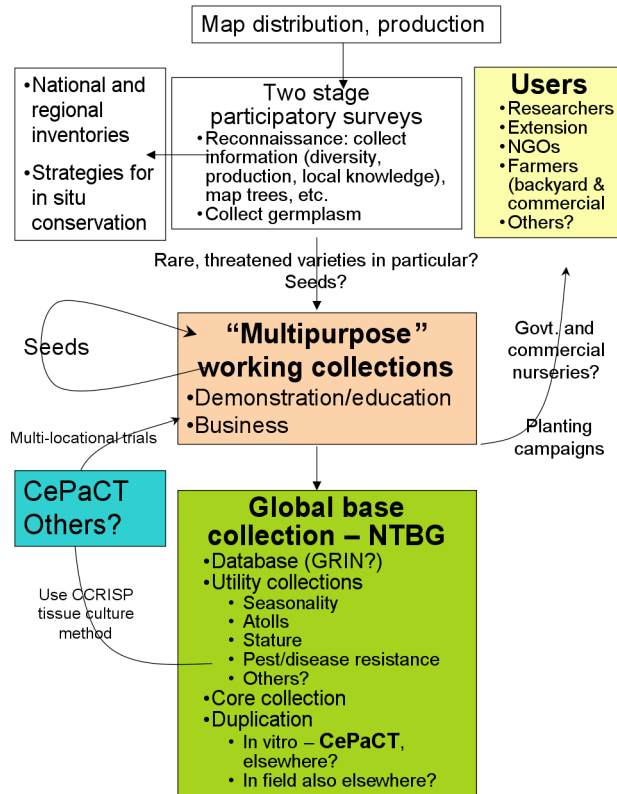 Map distribution, production
•National and
regional
inventories
•Strategies for
in situ
conservation
Two stage
participatory surveys
•Reconnaissance: collect
information (diversity,
production, local knowledge),
map trees, etc.
•Collect germplasm
Users
•Researchers
•Extension
•NGOs
•Farmers
(backyard &
commercial
•Others?
Rare, threatened varieties in particular?
Seeds?
Seeds
“Multipurpose”
working collections
•Demonstration/education
•Business
Govt. and
commercial
nurseries?
Planting
campaigns
Multi-locational trials
CePaCT
Others?
Use CCRISP
tissue culture
method
Global base
collection – NTBG
•Database (GRIN?)
•Utility collections
•Seasonality
•Atolls
•Stature
•Pest/disease resistance
•Others?
•Core collection
•Duplication
•In vitro – CePaCT,
elsewhere?
•In field also elsewhere?